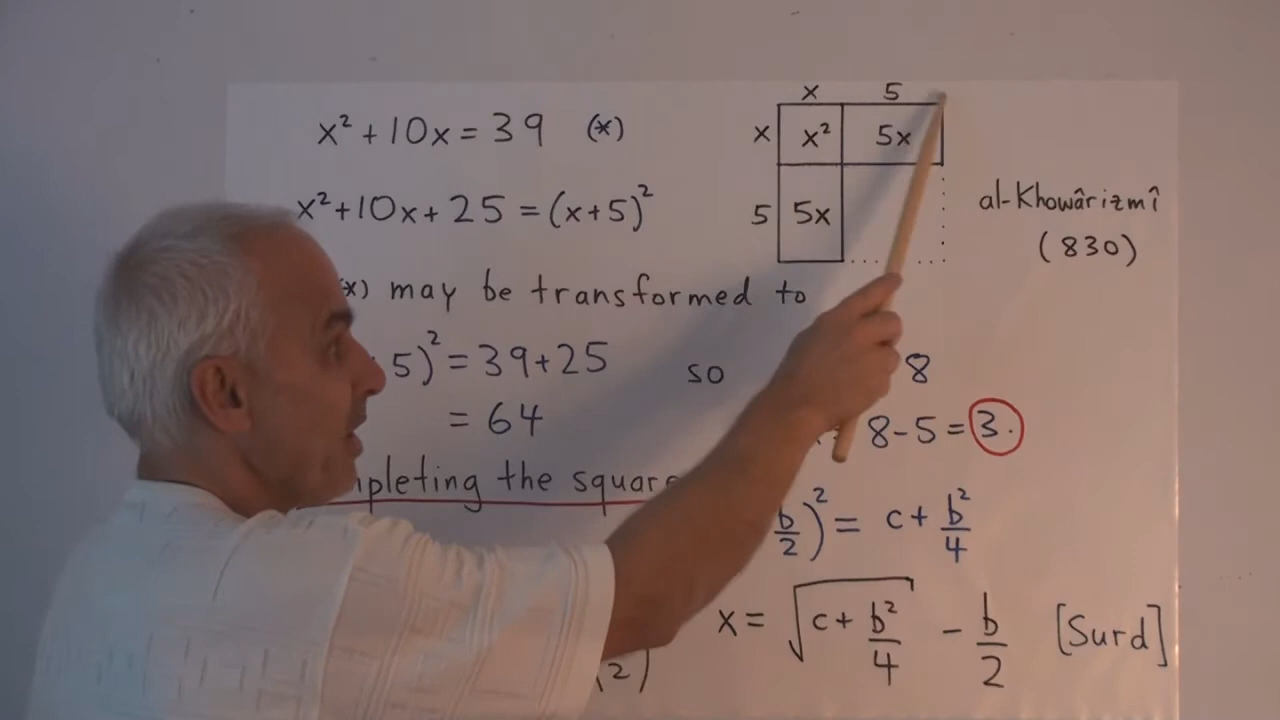 x² + 10x = 39 (*)
x² + 10x + 25 = (x+5)²
x) may be transformed to
5)² = 39+25 so
= 64
8
8 - 5 = 3.
pleting the square
b/2)² = c + b²/4
x = √(c + b²/4) - b/2 [Surd]
2)
x 5
x x² 5x
5 5x
al-Khowârizmî
(830)